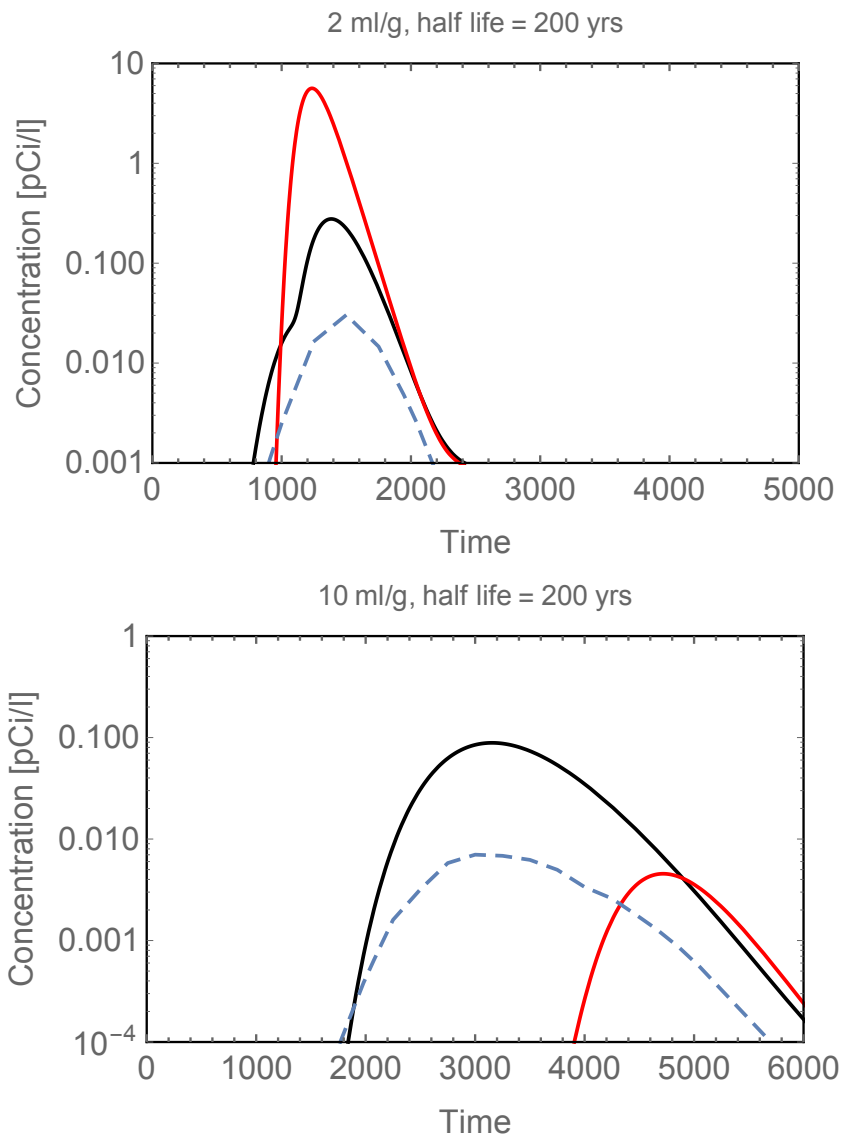 2 ml/g, half life = 200 yrs
Concentration [pCi/l]
10
1
0.100
0.010
0.001
0 1000 2000 3000 4000 5000
Time
10 ml/g, half life = 200 yrs
Concentration [pCi/l]
1
0.100
0.010
0.001
10⁻⁴
0 1000 2000 3000 4000 5000 6000
Time